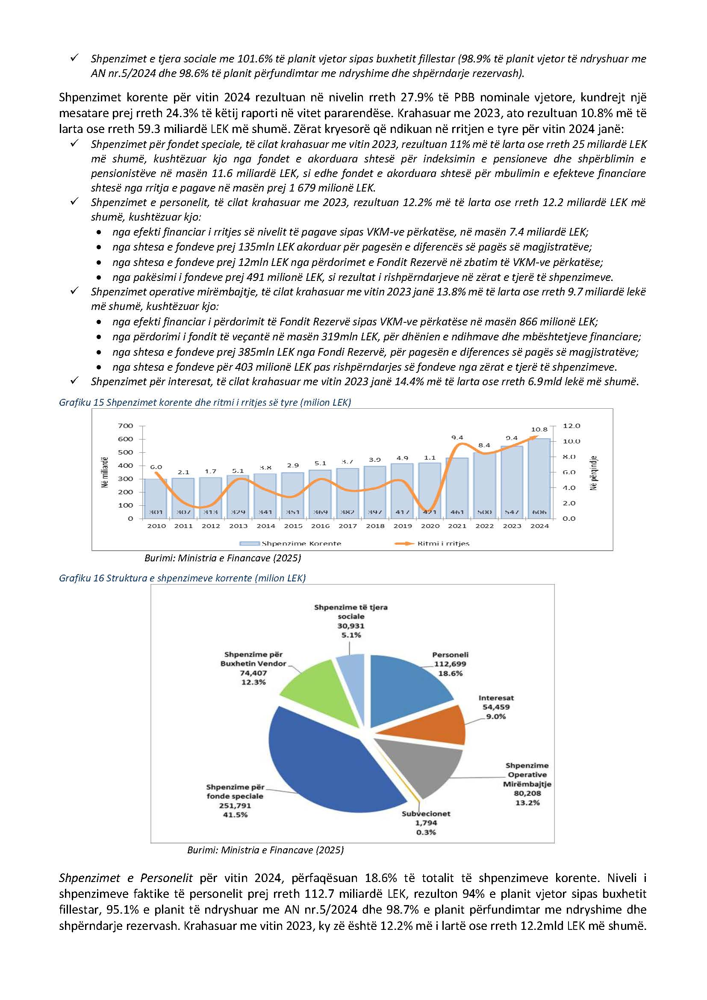 ✓ Shpenzimet e tjera sociale me 101.6% të planit vjetor sipas buxhetit fillestar (98.9% të planit vjetor të ndryshuar me
AN nr.5/2024 dhe 98.6% të planit përfundimtar me ndryshime dhe shpërndarje rezervash).
Shpenzimet korente për vitin 2024 rezultuan në nivelin rreth 27.9% të PBB nominale vjetore, kundrejt një
mesatare prej rreth 24.3% të këtij raporti në vitet pararendëse. Krahasuar me 2023, ato rezultuan 10.8% më të
larta ose rreth 59.3 miliardë LEK më shumë. Zërat kryesorë që ndikuan në rritjen e tyre për vitin 2024 janë:
✓ Shpenzimet për fondet speciale, të cilat krahasuar me vitin 2023, rezultuan 11% më të larta ose rreth 25 miliardë LEK
më shumë, kushtëzuar kjo nga fondet e akorduara shtesë për indeksimin e pensioneve dhe shpërblimin e
pensionistëve në masën 11.6 miliardë LEK, si edhe fondet e akorduara shtesë për mbulimin e efekteve financiare
shtesë nga rritja e pagave në masën prej 1 679 milionë LEK.
✓ Shpenzimet e personelit, të cilat krahasuar me 2023, rezultuan 12.2% më të larta ose rreth 12.2 miliardë LEK më
shumë, kushtëzuar kjo:
• nga efekti financiar i rritjes së nivelit të pagave sipas VKM-ve përkatëse, në masën 7.4 miliardë LEK;
• nga shtesa e fondeve prej 135mln LEK akorduar për pagesën e diferencës së pagës së magjistratëve;
• nga shtesa e fondeve prej 12mln LEK nga përdorimet e Fondit Rezervë në zbatim të VKM-ve përkatëse;
• nga pakësimi i fondeve prej 491 milionë LEK, si rezultat i rishpërndarjeve në zërat e tjerë të shpenzimeve.
✓ Shpenzimet operative mirëmbajtje, të cilat krahasuar me vitin 2023 janë 13.8% më të larta ose rreth 9.7 miliardë lekë
më shumë, kushtëzuar kjo:
• nga efekti financiar i përdorimit të Fondit Rezervë sipas VKM-ve përkatëse në masën 866 milionë LEK;
• nga përdorimi i fondit të veçantë në masën 319mln LEK, për dhënien e ndihmave dhe mbështetjeve financiare;
• nga shtesa e fondeve prej 385mln LEK nga Fondi Rezervë, për pagesën e diferences së pagës së magjistratëve;
• nga shtesa e fondeve për 403 milionë LEK pas rishpërndarjes së fondeve nga zërat e tjerë të shpenzimeve.
✓ Shpenzimet për interesat, të cilat krahasuar me vitin 2023 janë 14.4% më të larta ose rreth 6.9mld lekë më shumë.
Grafiku 15 Shpenzimet korente dhe ritmi i rritjes së tyre (milion LEK)
Në miliardë
700
600
500
400
300
200
100
0
6.0 2.1 1.7 5.1 3.8 2.9 5.1 3.7 3.9 4.9 1.1 9.4 8.4 9.4 10.8
301 307 313 329 341 351 369 382 397 417 421 461 500 547 606
2010 2011 2012 2013 2014 2015 2016 2017 2018 2019 2020 2021 2022 2023 2024
12.0
10.0
8.0
6.0
4.0
2.0
0.0
Në përqindje
Shpenzime Korente Ritmi i rritjes
Burimi: Ministria e Financave (2025)
Grafiku 16 Struktura e shpenzimeve korrente (milion LEK)
Shpenzime të tjera
sociale
30,931
5.1%
Personeli
112,699
18.6%
Shpenzime për
Buxhetin Vendor
74,407
12.3%
Interesat
54,459
9.0%
Shpenzime
Operative
Mirëmbajtje
80,208
13.2%
Shpenzime për
fonde speciale
251,791
41.5%
Subvecionet
1,794
0.3%
Burimi: Ministria e Financave (2025)
Shpenzimet e Personelit për vitin 2024, përfaqësuan 18.6% të totalit të shpenzimeve korente. Niveli i
shpenzimeve faktike të personelit prej rreth 112.7 miliardë LEK, rezulton 94% e planit vjetor sipas buxhetit
fillestar, 95.1% e planit të ndryshuar me AN nr.5/2024 dhe 98.7% e planit përfundimtar me ndryshime dhe
shpërndarje rezervash. Krahasuar me vitin 2023, ky zë është 12.2% më i lartë ose rreth 12.2mld LEK më shumë.